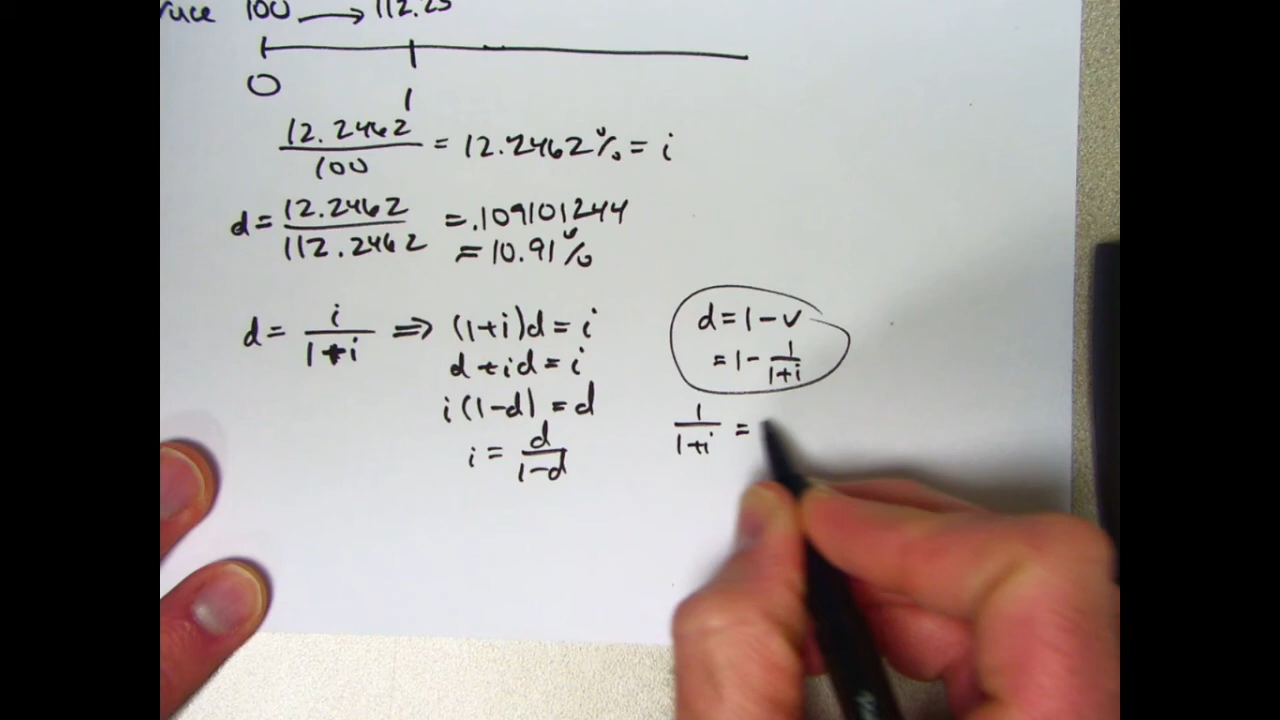 100 → 112.25
0
1
12.2462/100 = 12.2462% = i
d = 12.2462/112.2462 = .109101244
= 10.91%
d = i/1+i ⇒ (1+i)d = i
d + id = i
i(1-d) = d
i = d/1-d
d = 1 - v
= 1 - 1/1+i
1/1+i =